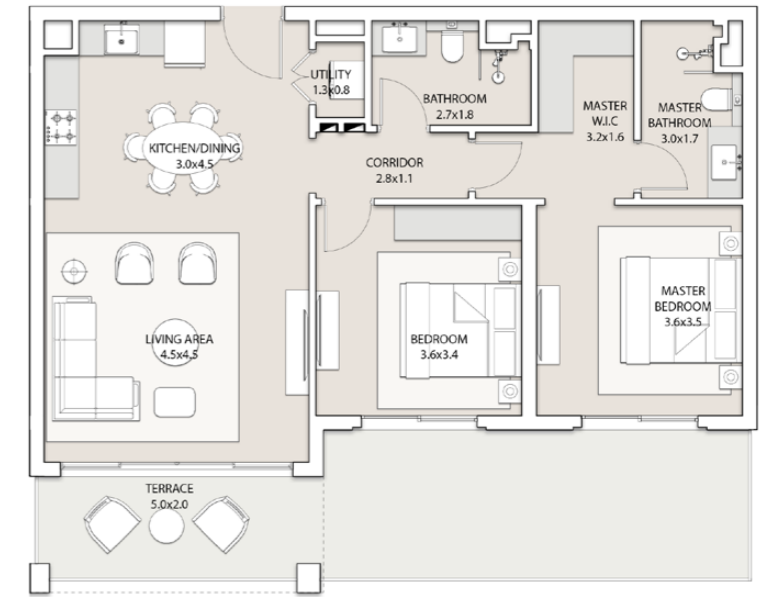 UTILITY
1.3x0.8
BATHROOM
2.7x1.8
MASTER
W.I.C
3.2x1.6
MASTER
BATHROOM
3.0x1.7
KITCHEN/DINING
3.0x4.5
CORRIDOR
2.8x1.1
LIVING AREA
4.5x4.5
BEDROOM
3.6x3.4
MASTER
BEDROOM
3.6x3.5
TERRACE
5.0x2.0